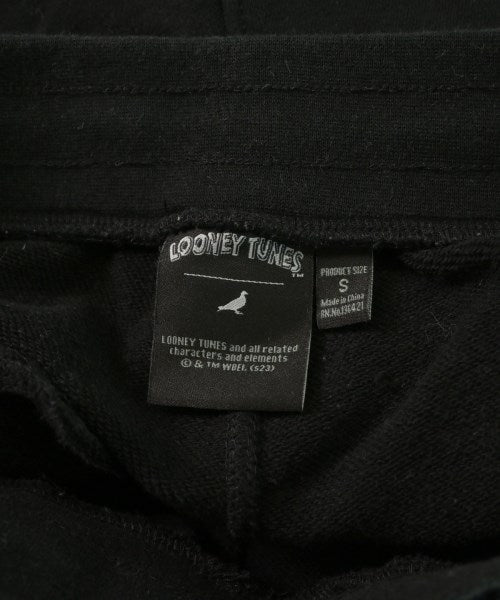 LOONEY TUNES
TM
LOONEY TUNES and all related
characters and elements
© & ™ WBEI (s23)
PRODUCT SIZE
S
Made in China
RN.No.136421